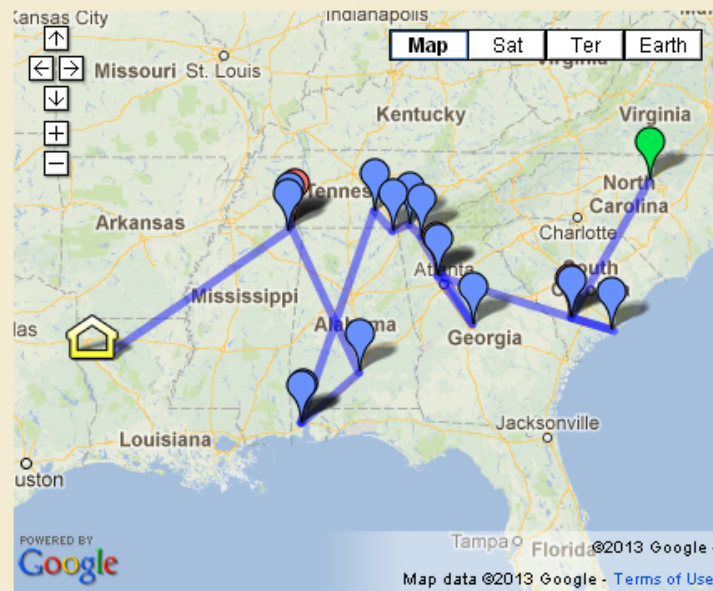 Kansas City
Indianapolis
Map
Sat
Ter
Earth
Missouri
St. Louis
Virginia
Kentucky
Virginia
Tennes
North
Carolina
Arkansas
Charlotte
Atlanta
South
Mississippi
las
Alabama
Georgia
Louisiana
Jacksonville
uston
POWERED BY
Google
Tampa
Florida
©2013 Google -
Map data ©2013 Google - Terms of Use